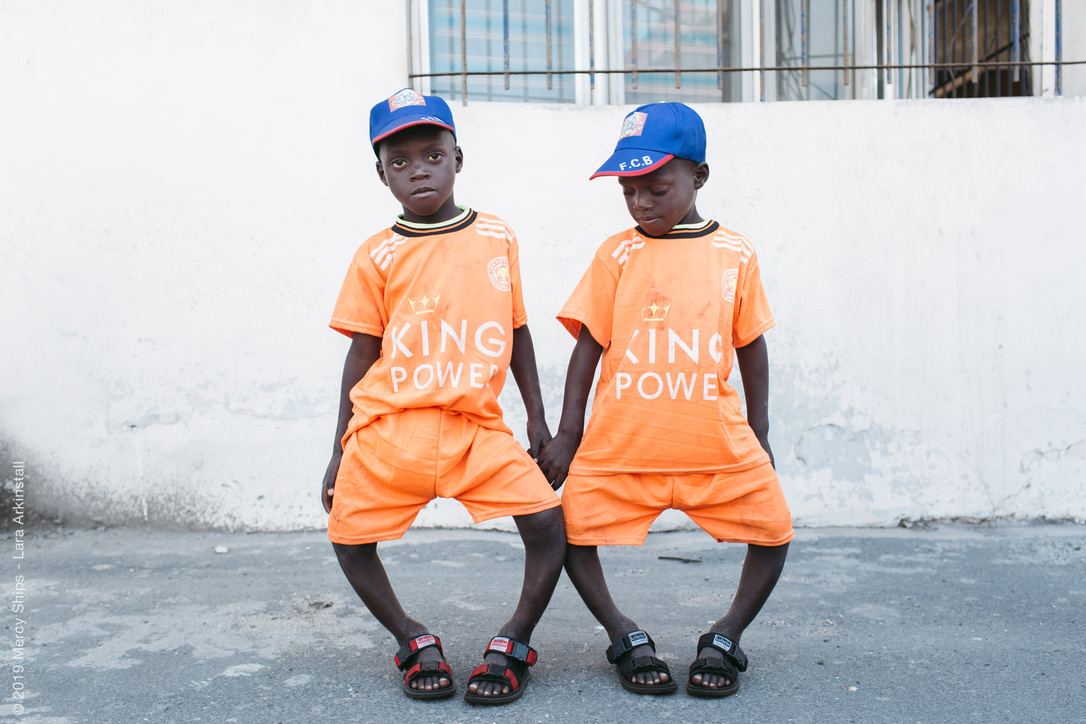 F.C.B
KING
POWER
KING
POWE
© 2019 Mercy Ships - Lara Arkinstall